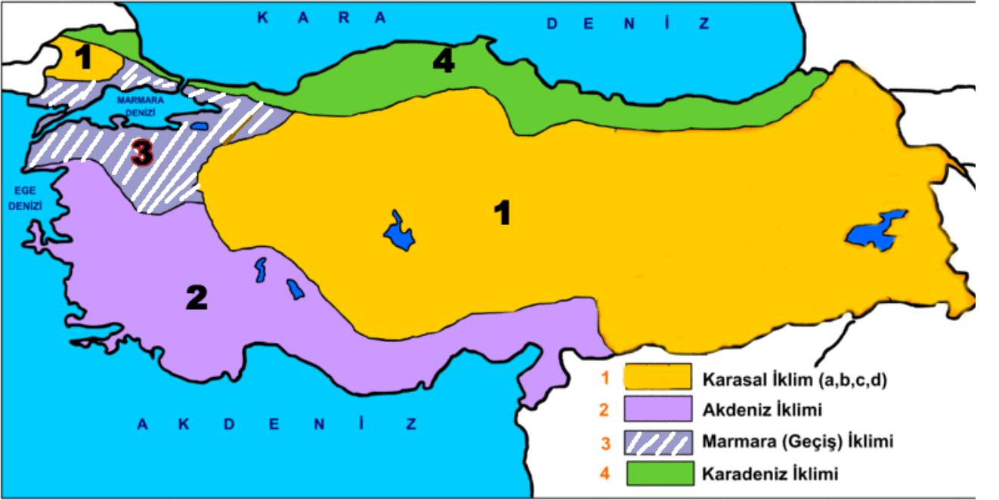 K A R A
D E N İ Z
1
4
MARMARA
DENİZİ
3
EGE
DENİZİ
1
2
A K D E N İ Z
1 Karasal İklim (a,b,c,d)
2 Akdeniz İklimi
3 Marmara (Geçiş) İklimi
4 Karadeniz İklimi